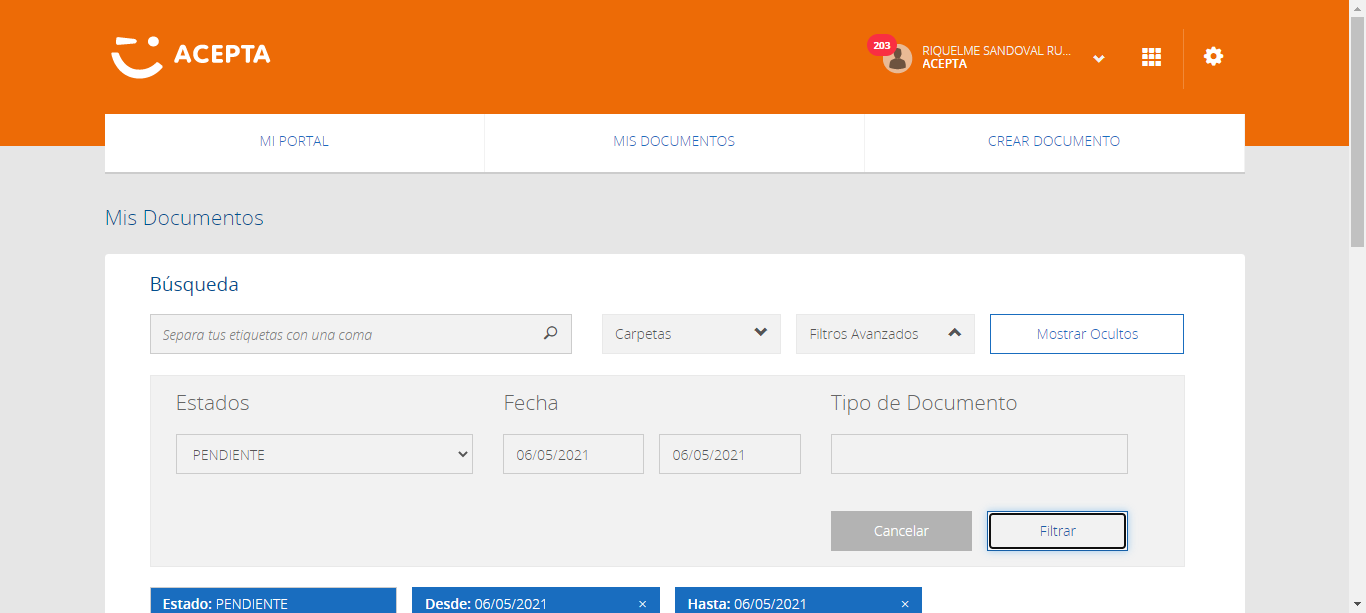 ACEPTA
203
RIQUELME SANDOVAL RU...
ACEPTA
MI PORTAL
MIS DOCUMENTOS
CREAR DOCUMENTO
Mis Documentos
Búsqueda
Separa tus etiquetas con una coma
Carpetas
Filtros Avanzados
Mostrar Ocultos
Estados
Fecha
Tipo de Documento
PENDIENTE
06/05/2021
06/05/2021
Cancelar
Filtrar
Estado: PENDIENTE
Desde: 06/05/2021 ×
Hasta: 06/05/2021 ×